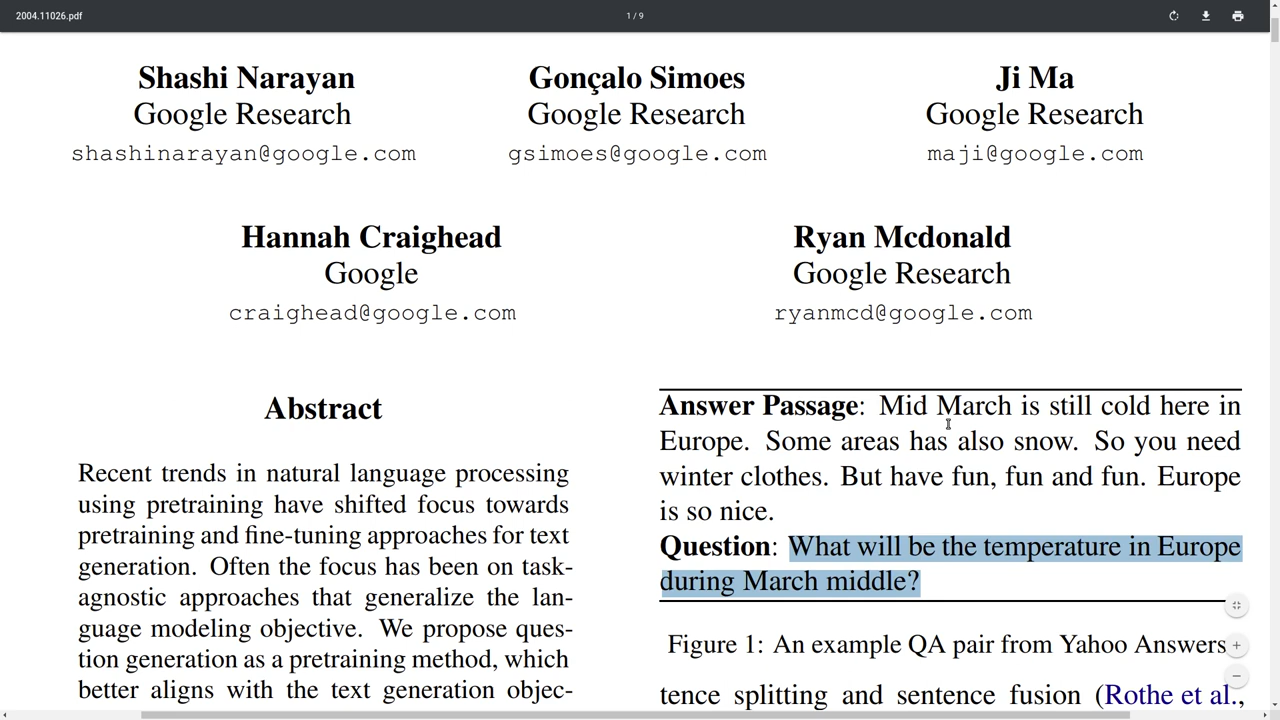 2004.11026.pdf
1 / 9
Shashi Narayan
Google Research
shashinarayan@google.com
Gonçalo Simoes
Google Research
gsimoes@google.com
Ji Ma
Google Research
maji@google.com
Hannah Craighead
Google
craighead@google.com
Ryan Mcdonald
Google Research
ryanmcd@google.com
Abstract
Recent trends in natural language processing
using pretraining have shifted focus towards
pretraining and fine-tuning approaches for text
generation. Often the focus has been on task-
agnostic approaches that generalize the lan-
guage modeling objective. We propose ques-
tion generation as a pretraining method, which
better aligns with the text generation objec-
Answer Passage: Mid March is still cold here in
Europe. Some areas has also snow. So you need
winter clothes. But have fun, fun and fun. Europe
is so nice.
Question: What will be the temperature in Europe
during March middle?
Figure 1: An example QA pair from Yahoo Answers
tence splitting and sentence fusion (Rothe et al.,